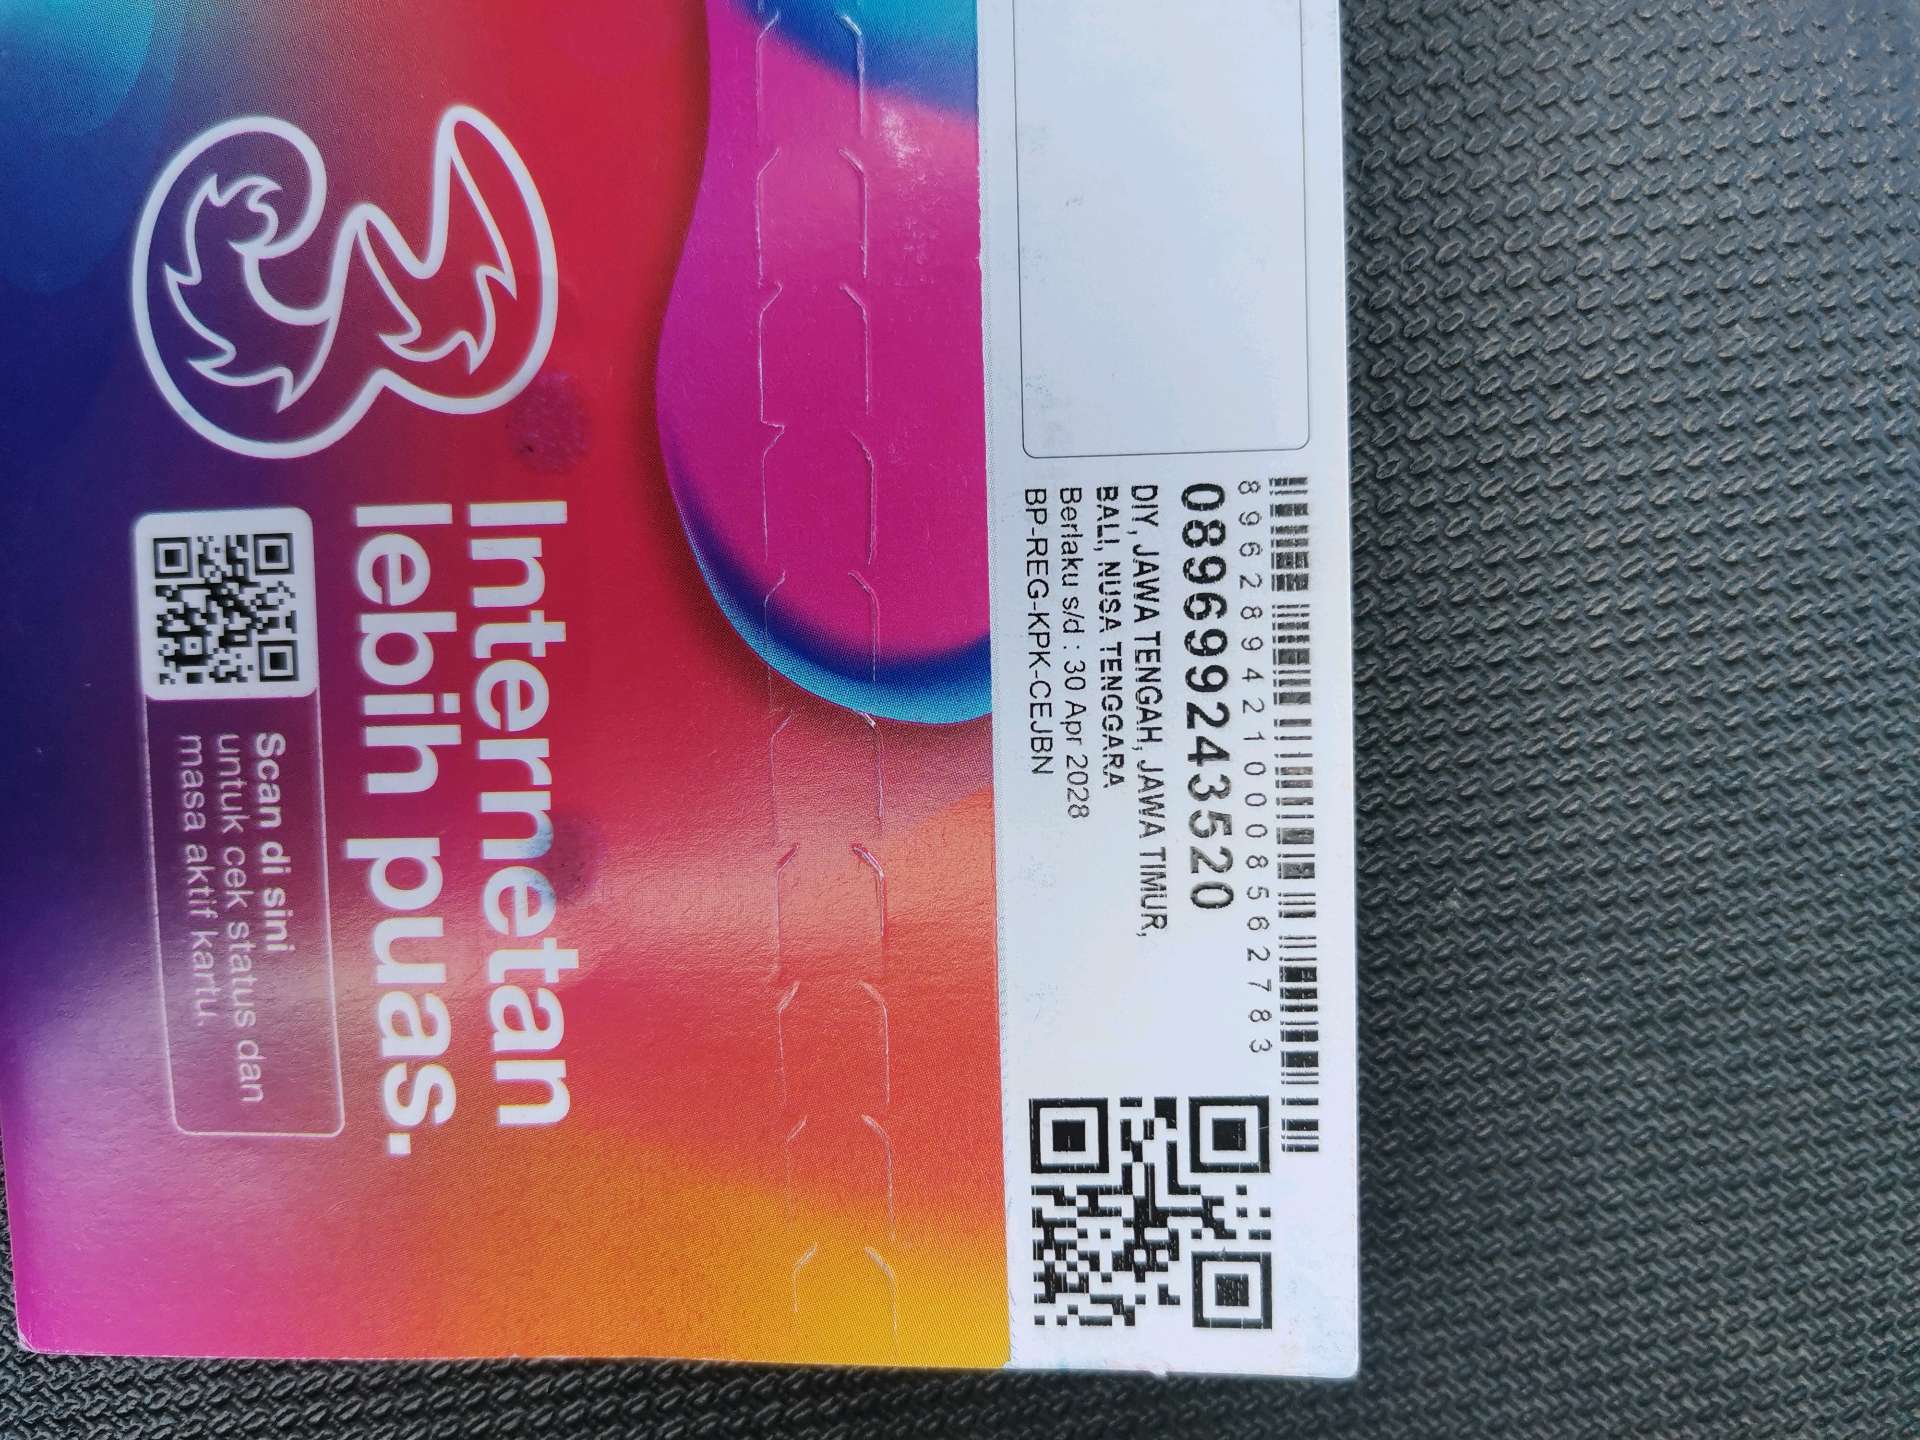 8962894210008562783
089699243520
DIY, JAWA TENGAH, JAWA TIMUR,
BALI, NUSA TENGGARA
Berlaku s/d : 30 Apr 2028
BP-REG-KPK-CEJBN
Internetan
lebih puas.
Scan di sini
untuk cek status dan
masa aktif kartu.